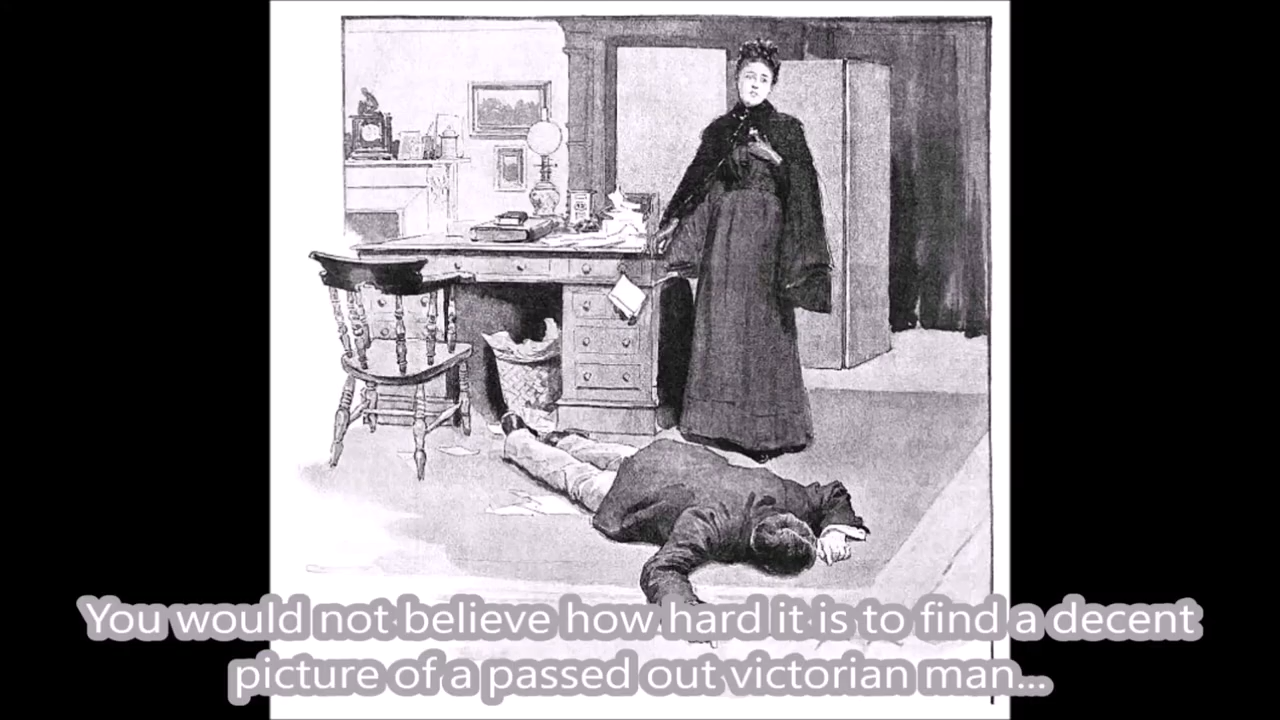 You would not believe how hard it is to find a decent
picture of a passed out victorian man...